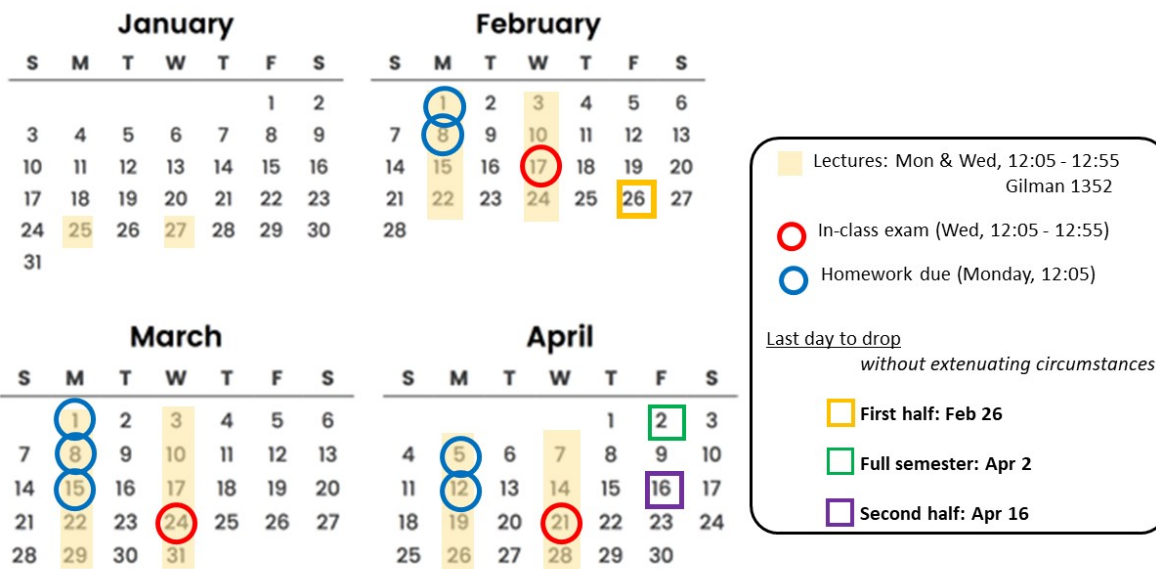 January
S M T W T F S
1 2
3 4 5 6 7 8 9
10 11 12 13 14 15 16
17 18 19 20 21 22 23
24 25 26 27 28 29 30
31
February
S M T W T F S
1 2 3 4 5 6
7 8 9 10 11 12 13
14 15 16 17 18 19 20
21 22 23 24 25 26 27
28
March
S M T W T F S
1 2 3 4 5 6
7 8 9 10 11 12 13
14 15 16 17 18 19 20
21 22 23 24 25 26 27
28 29 30 31
April
S M T W T F S
1 2 3
4 5 6 7 8 9 10
11 12 13 14 15 16 17
18 19 20 21 22 23 24
25 26 27 28 29 30
Lectures: Mon & Wed, 12:05 - 12:55
Gilman 1352
In-class exam (Wed, 12:05 - 12:55)
Homework due (Monday, 12:05)
Last day to drop
without extenuating circumstances
First half: Feb 26
Full semester: Apr 2
Second half: Apr 16